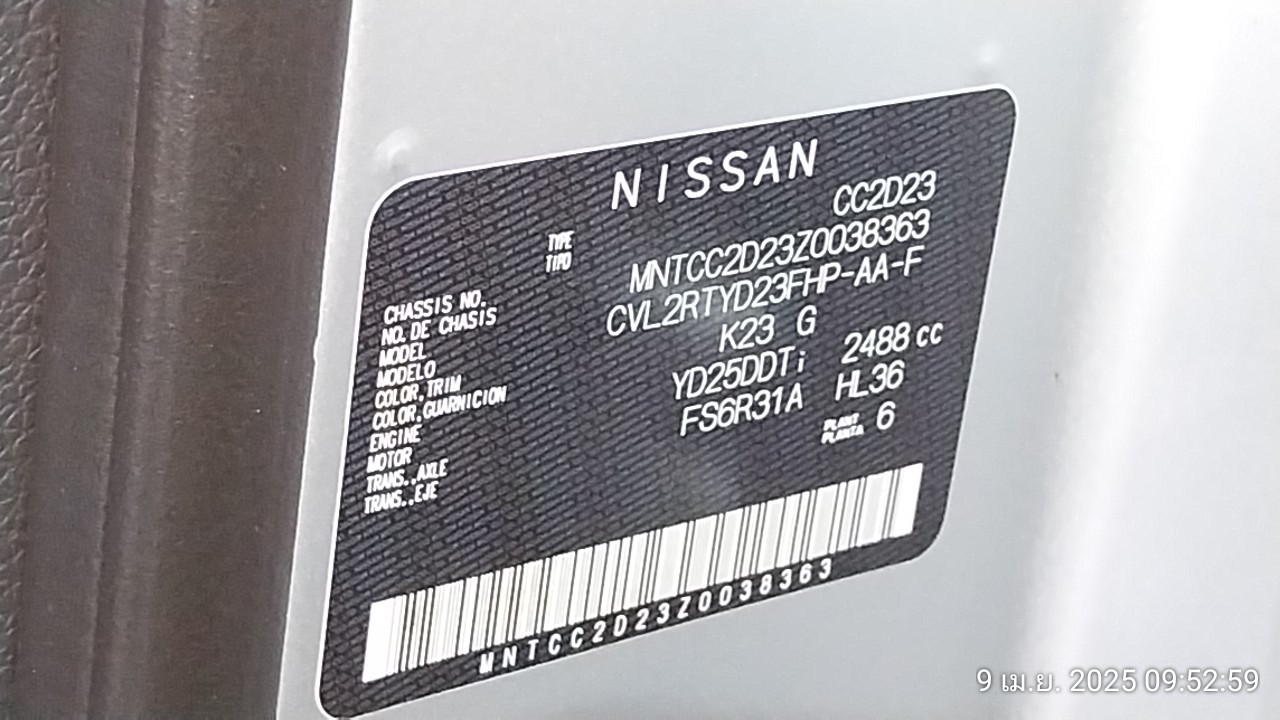 NISSAN
TYPE CC2D23
TIPO
CHASSIS NO. MNTCC2D23Z0038363
NO. DE CHASIS
MODEL CVL2RTYD23FHP-AA-F
MODELO
COLOR,TRIM K23 G
COLOR,GUARNICION
ENGINE YD25DDTi 2488 cc
MOTOR
TRANS.,AXLE FS6R31A HL36
TRANS.,EJE
PLANT 6
PLANTA
MNTCC2D23Z0038363
9 เม.ย. 2025 09:52:59